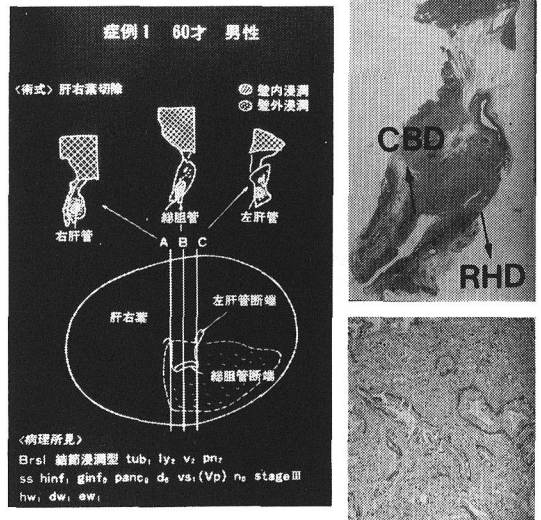 症例1 60才 男性
<術式> 肝右葉切除
壁内浸潤
壁外浸潤
右肝管
総胆管
左肝管
A B C
肝右葉
左肝管断端
総胆管断端
<病理所見>
Brsl 結節浸潤型 tub₁ ly₂ v₂ pn₂
ss hinf₁ ginf₀ panc₀ d₀ vs₁(Vp) n₀ stageⅢ
hw₁ dw₁ ew₁
CBD
RHD